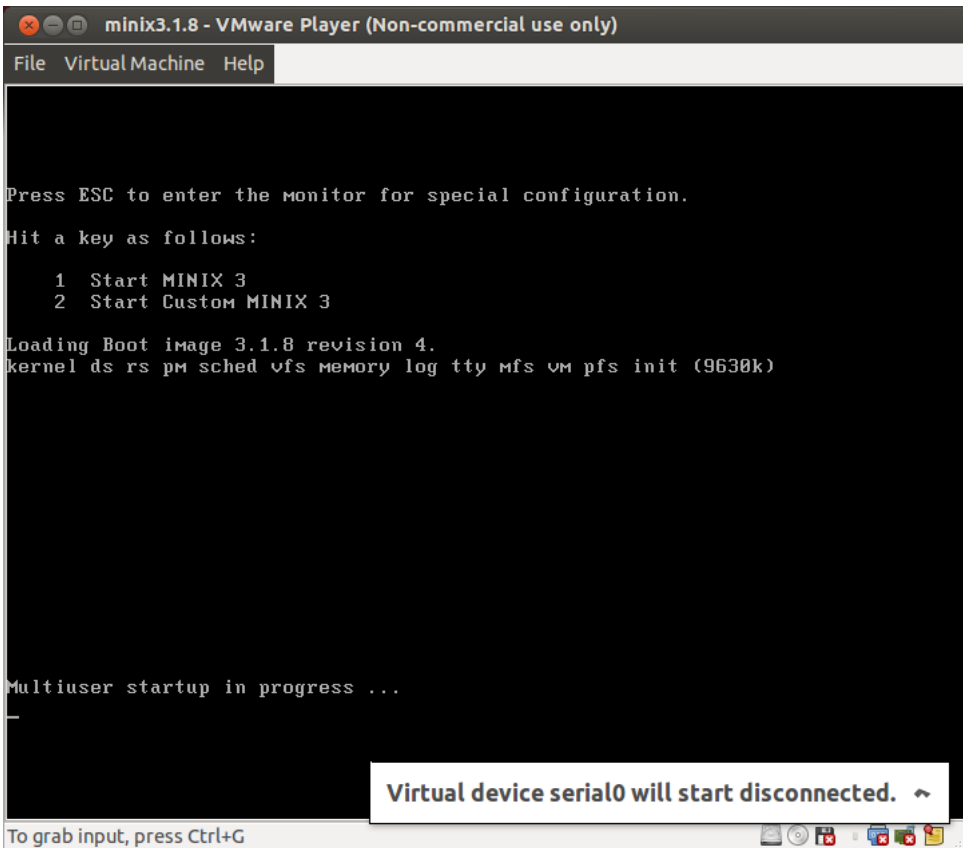 minix3.1.8 - VMware Player (Non-commercial use only)
File Virtual Machine Help
Press ESC to enter the monitor for special configuration.
Hit a key as follows:
1 Start MINIX 3
2 Start Custom MINIX 3
Loading Boot image 3.1.8 revision 4.
kernel ds rs pm sched vfs memory log tty mfs vm pfs init (9630k)
Multiuser startup in progress ...
Virtual device serial0 will start disconnected.
To grab input, press Ctrl+G